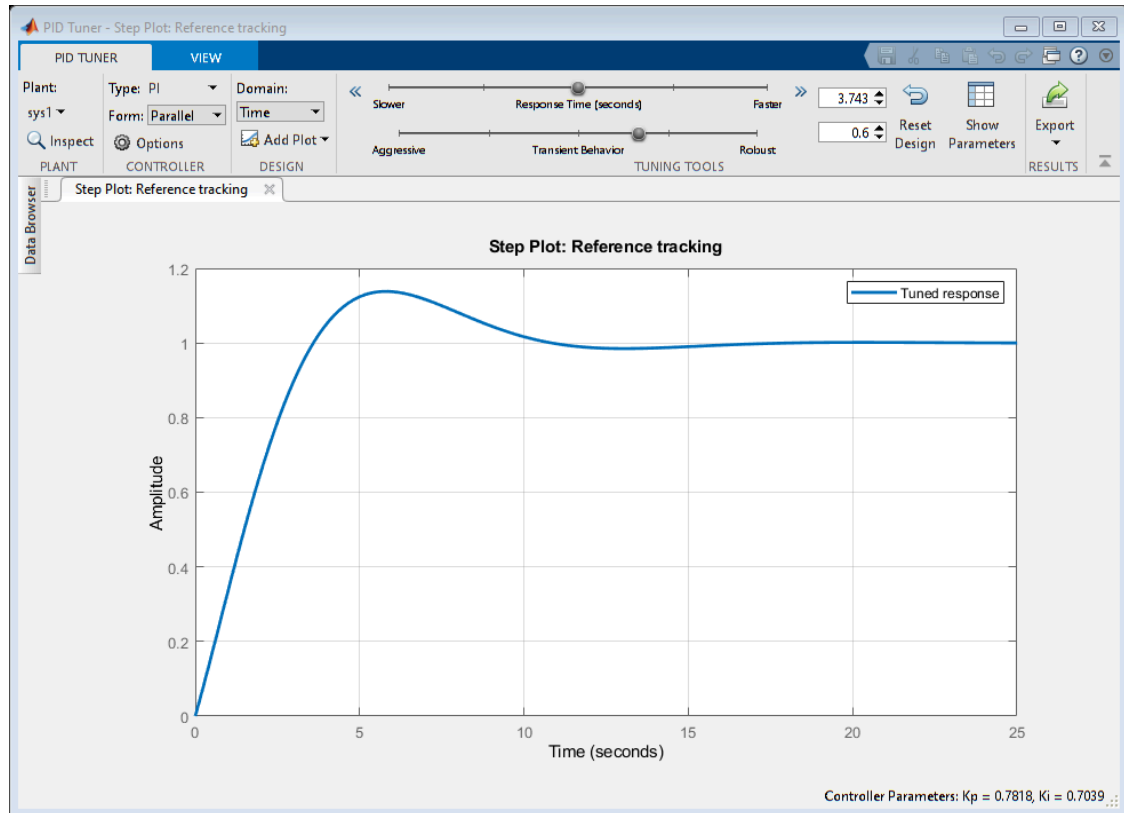 PID Tuner - Step Plot: Reference tracking
PID TUNER VIEW
Plant: Type: PI Domain:
sys1 Form: Parallel Time
Slower Response Time (seconds) Faster 3.743
Inspect Options Add Plot
Aggressive Transient Behavior Robust 0.6
Reset Design Show Parameters Export
PLANT CONTROLLER DESIGN TUNING TOOLS RESULTS
Data Browser
Step Plot: Reference tracking
Step Plot: Reference tracking
Tuned response
1.2
1
0.8
0.6
0.4
0.2
0
Amplitude
0 5 10 15 20 25
Time (seconds)
Controller Parameters: Kp = 0.7818, Ki = 0.7039